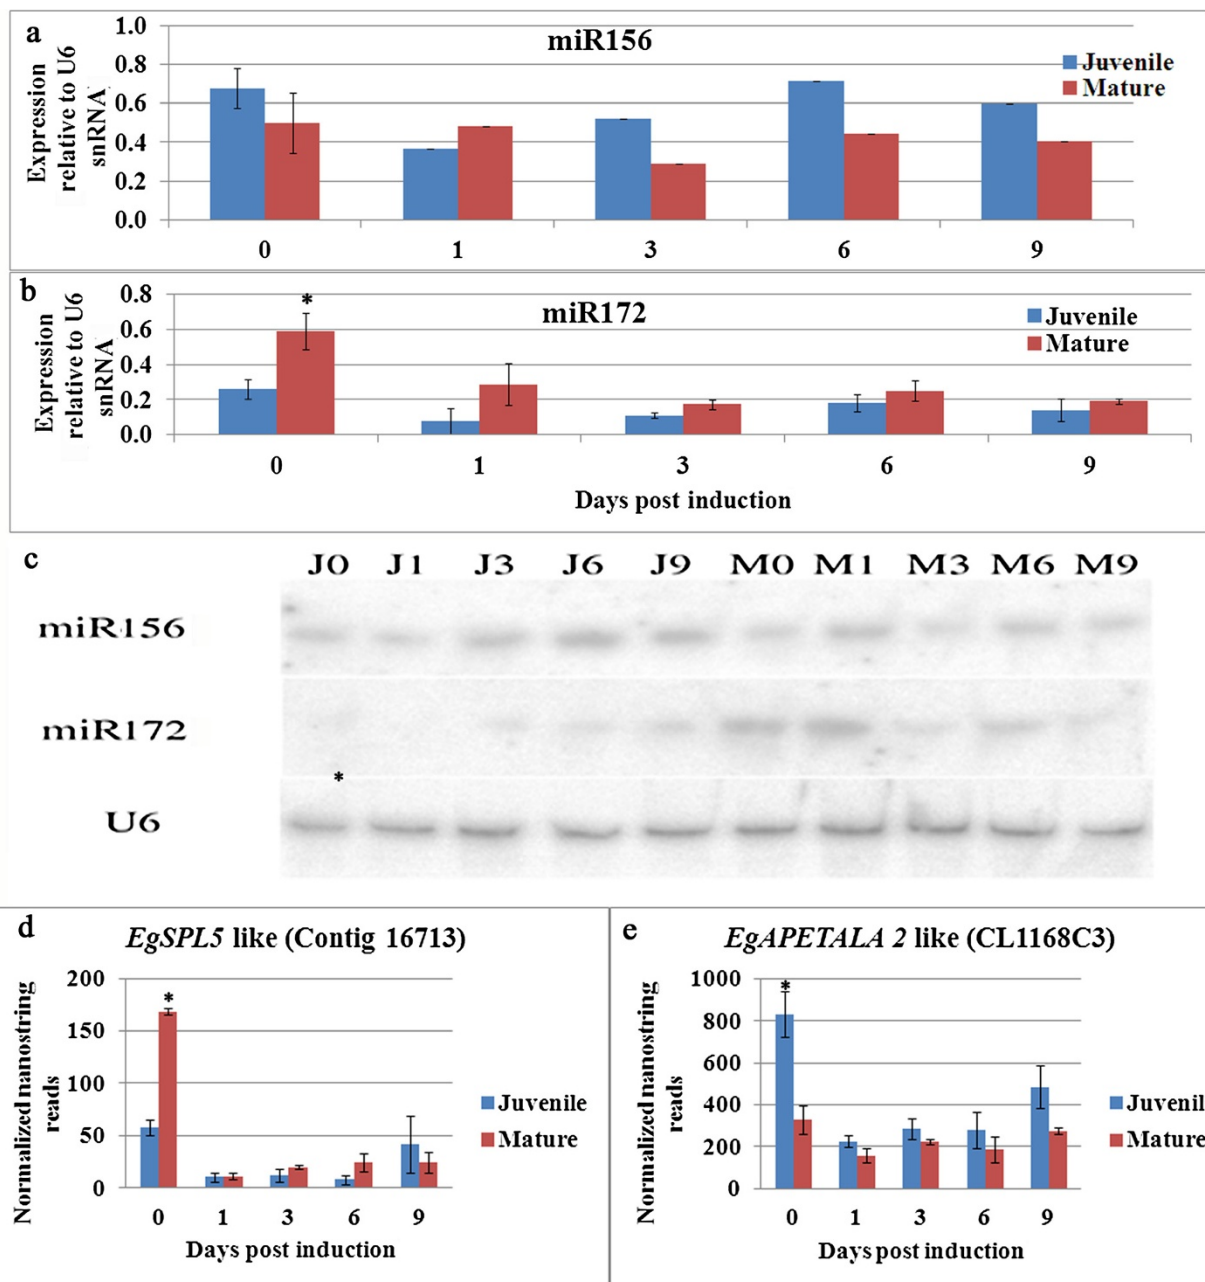 a
miR156
1.0
0.8
0.6
0.4
0.2
0.0
Expression
relative to U6
snRNA
Juvenile
Mature
0 1 3 6 9
b
miR172
*
0.8
0.6
0.4
0.2
0.0
Expression
relative to U6
snRNA
Juvenile
Mature
0 1 3 6 9
Days post induction
c
J0 J1 J3 J6 J9 M0 M1 M3 M6 M9
miR156
miR172
*
U6
d
EgSPL5 like (Contig 16713)
*
200
150
100
50
0
Normalized nanostring
reads
Juvenile
Mature
0 1 3 6 9
Days post induction
e
EgAPETALA 2 like (CL1168C3)
*
1000
800
600
400
200
0
Normalized nanostring
reads
Juvenil
Mature
0 1 3 6 9
Days post induction